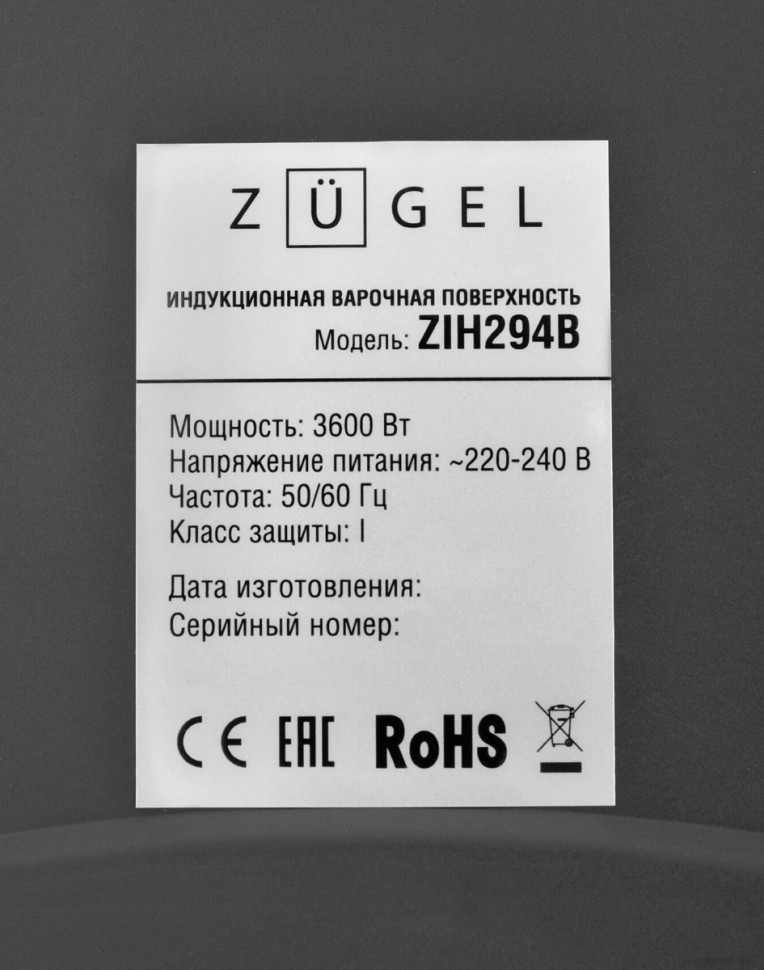 ZÜGEL
ИНДУКЦИОННАЯ ВАРОЧНАЯ ПОВЕРХНОСТЬ
Модель: ZIH294B
Мощность: 3600 Вт
Напряжение питания: ~220-240 В
Частота: 50/60 Гц
Класс защиты: I
Дата изготовления:
Серийный номер:
CE EAC RoHS